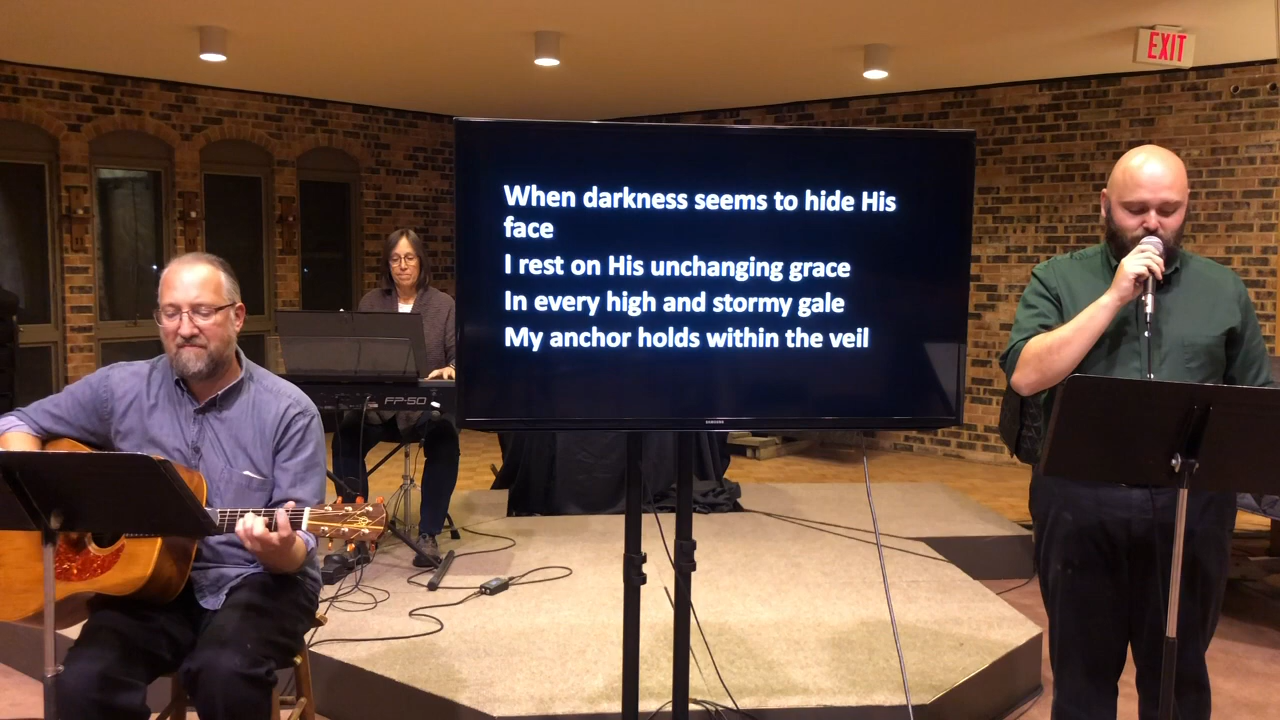 EXIT
When darkness seems to hide His
face
I rest on His unchanging grace
In every high and stormy gale
My anchor holds within the veil
SAMSUNG
FP-50